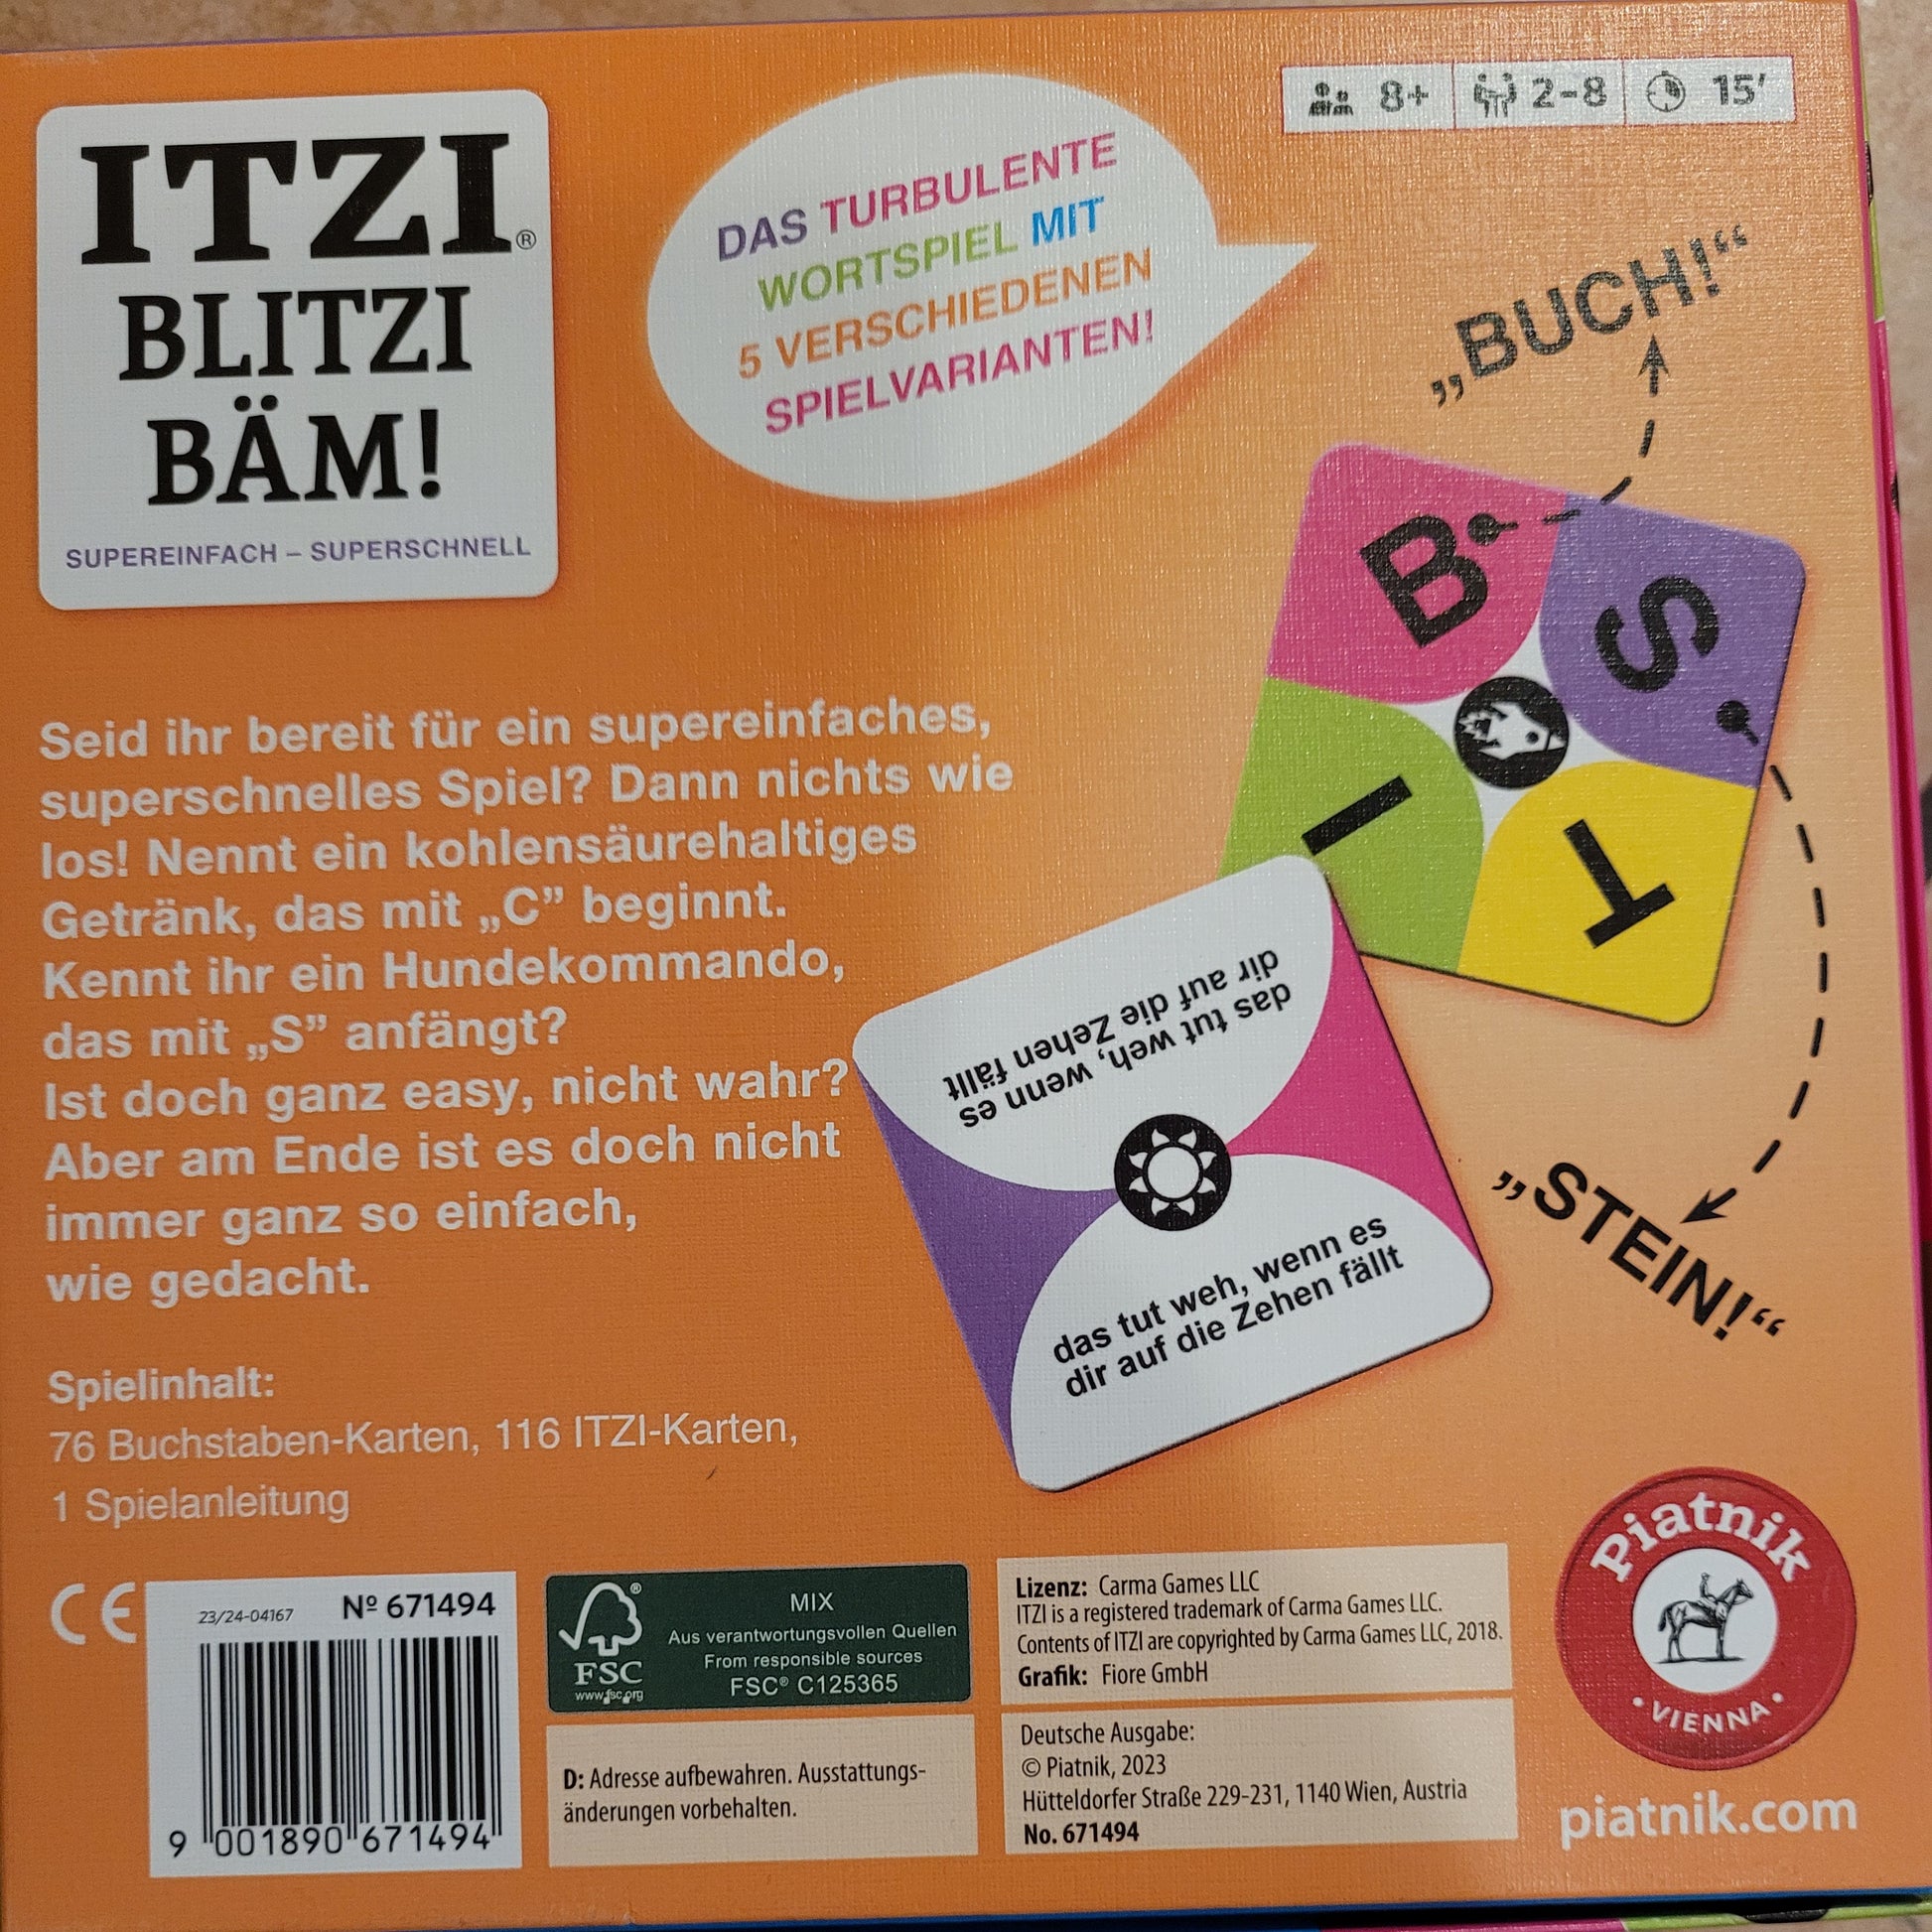 ITZI®
BLITZI
BÄM!
SUPEREINFACH – SUPERSCHNELL
DAS TURBULENTE
WORTSPIEL MIT
5 VERSCHIEDENEN
SPIELVARIANTEN!
8+ 2-8 15'
„BUCH!“
B
S
I
T
das tut weh, wenn es
dir auf die Zehen fällt
das tut weh, wenn es
dir auf die Zehen fällt
„STEIN!“
Seid ihr bereit für ein supereinfaches,
superschnelles Spiel? Dann nichts wie
los! Nennt ein kohlensäurehaltiges
Getränk, das mit „C” beginnt.
Kennt ihr ein Hundekommando,
das mit „S” anfängt?
Ist doch ganz easy, nicht wahr?
Aber am Ende ist es doch nicht
immer ganz so einfach,
wie gedacht.
Spielinhalt:
76 Buchstaben-Karten, 116 ITZI-Karten,
1 Spielanleitung
CE
23/24-04167 Nº 671494
9 001890 671494
FSC®
www.fsc.org
MIX
Aus verantwortungsvollen Quellen
From responsible sources
FSC® C125365
D: Adresse aufbewahren. Ausstattungs-
änderungen vorbehalten.
Lizenz: Carma Games LLC
ITZI is a registered trademark of Carma Games LLC.
Contents of ITZI are copyrighted by Carma Games LLC, 2018.
Grafik: Fiore GmbH
Deutsche Ausgabe:
© Piatnik, 2023
Hütteldorfer Straße 229-231, 1140 Wien, Austria
No. 671494
Piatnik
• VIENNA •
piatnik.com